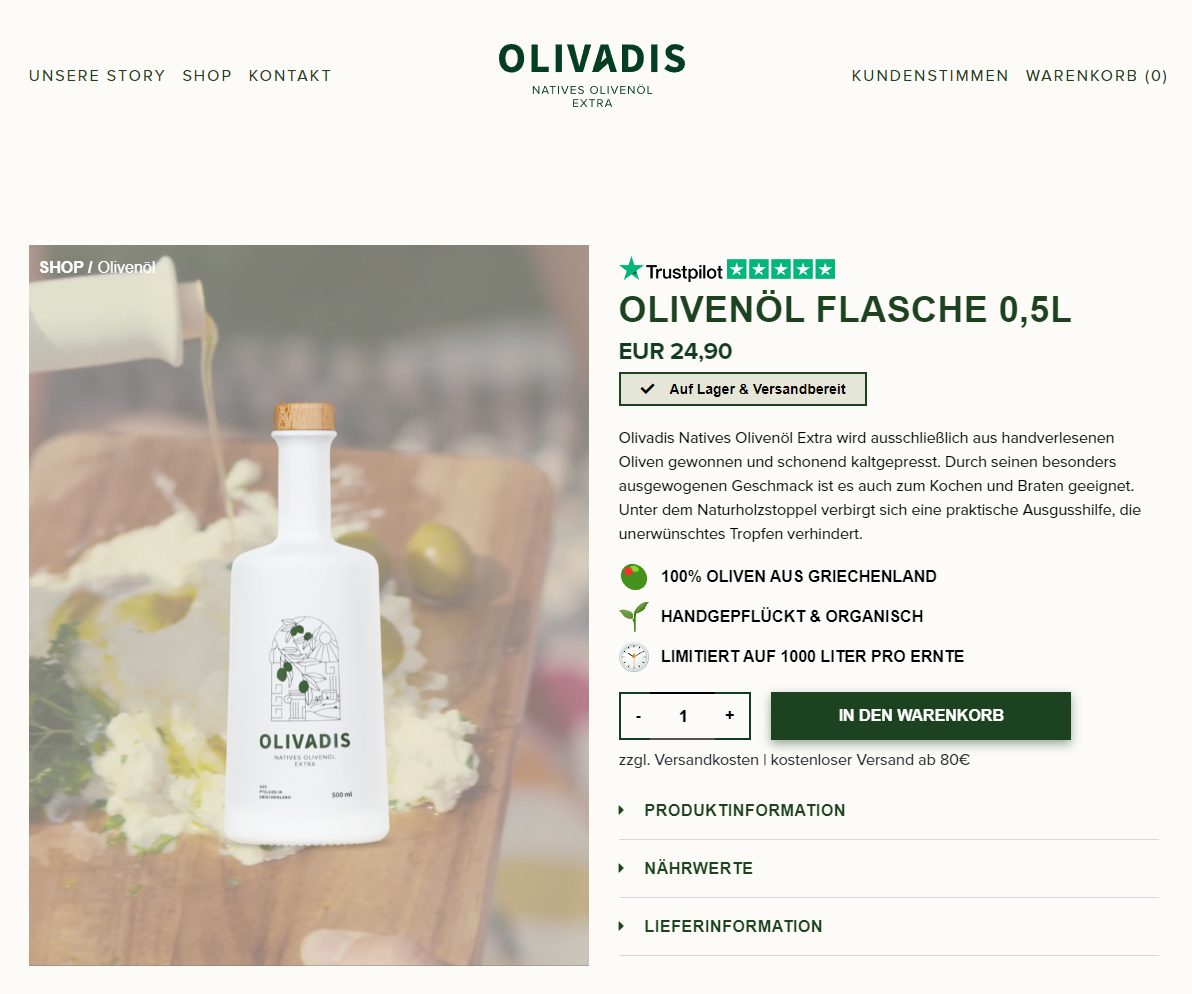 UNSERE STORY SHOP KONTAKT
OLIVADIS
NATIVES OLIVENÖL
EXTRA
KUNDENSTIMMEN WARENKORB (0)
SHOP / Olivenöl
OLIVADIS
NATIVES OLIVENÖL
EXTRA
500 ml
Trustpilot
OLIVENÖL FLASCHE 0,5L
EUR 24,90
Auf Lager & Versandbereit
Olivadis Natives Olivenöl Extra wird ausschließlich aus handverlesenen
Oliven gewonnen und schonend kaltgepresst. Durch seinen besonders
ausgewogenen Geschmack ist es auch zum Kochen und Braten geeignet.
Unter dem Naturholzstoppel verbirgt sich eine praktische Ausgusshilfe, die
unerwünschtes Tropfen verhindert.
100% OLIVEN AUS GRIECHENLAND
HANDGEPFLÜCKT & ORGANISCH
LIMITIERT AUF 1000 LITER PRO ERNTE
- 1 +
IN DEN WARENKORB
zzgl. Versandkosten | kostenloser Versand ab 80€
PRODUKTINFORMATION
NÄHRWERTE
LIEFERINFORMATION